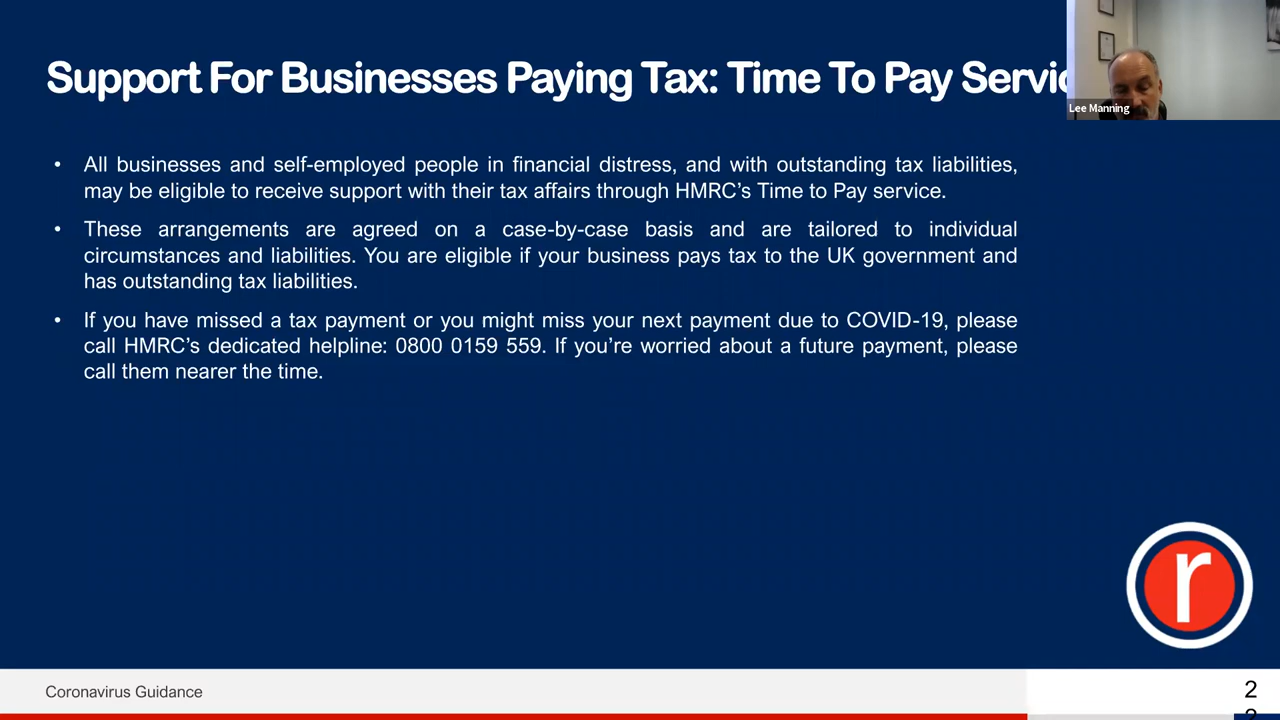 Support For Businesses Paying Tax: Time To Pay Servic
Lee Manning
• All businesses and self-employed people in financial distress, and with outstanding tax liabilities,
may be eligible to receive support with their tax affairs through HMRC’s Time to Pay service.
• These arrangements are agreed on a case-by-case basis and are tailored to individual
circumstances and liabilities. You are eligible if your business pays tax to the UK government and
has outstanding tax liabilities.
• If you have missed a tax payment or you might miss your next payment due to COVID-19, please
call HMRC’s dedicated helpline: 0800 0159 559. If you’re worried about a future payment, please
call them nearer the time.
r
Coronavirus Guidance
2
2